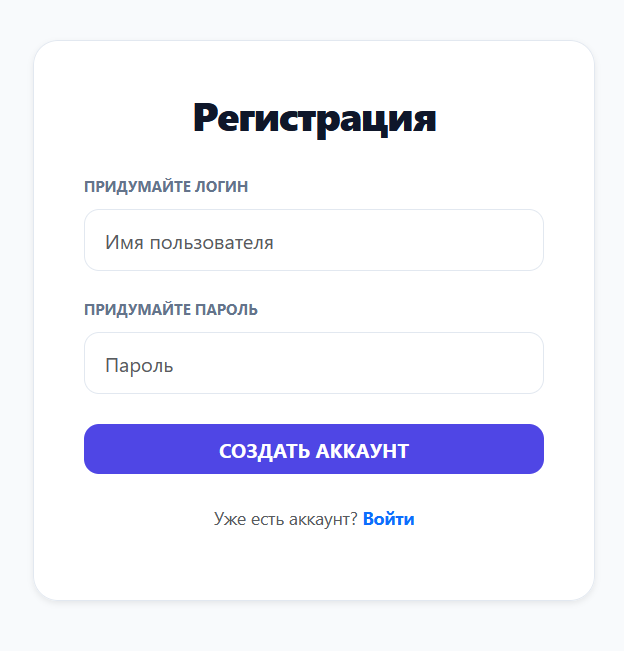 Регистрация
ПРИДУМАЙТЕ ЛОГИН
Имя пользователя
ПРИДУМАЙТЕ ПАРОЛЬ
Пароль
СОЗДАТЬ АККАУНТ
Уже есть аккаунт? Войти